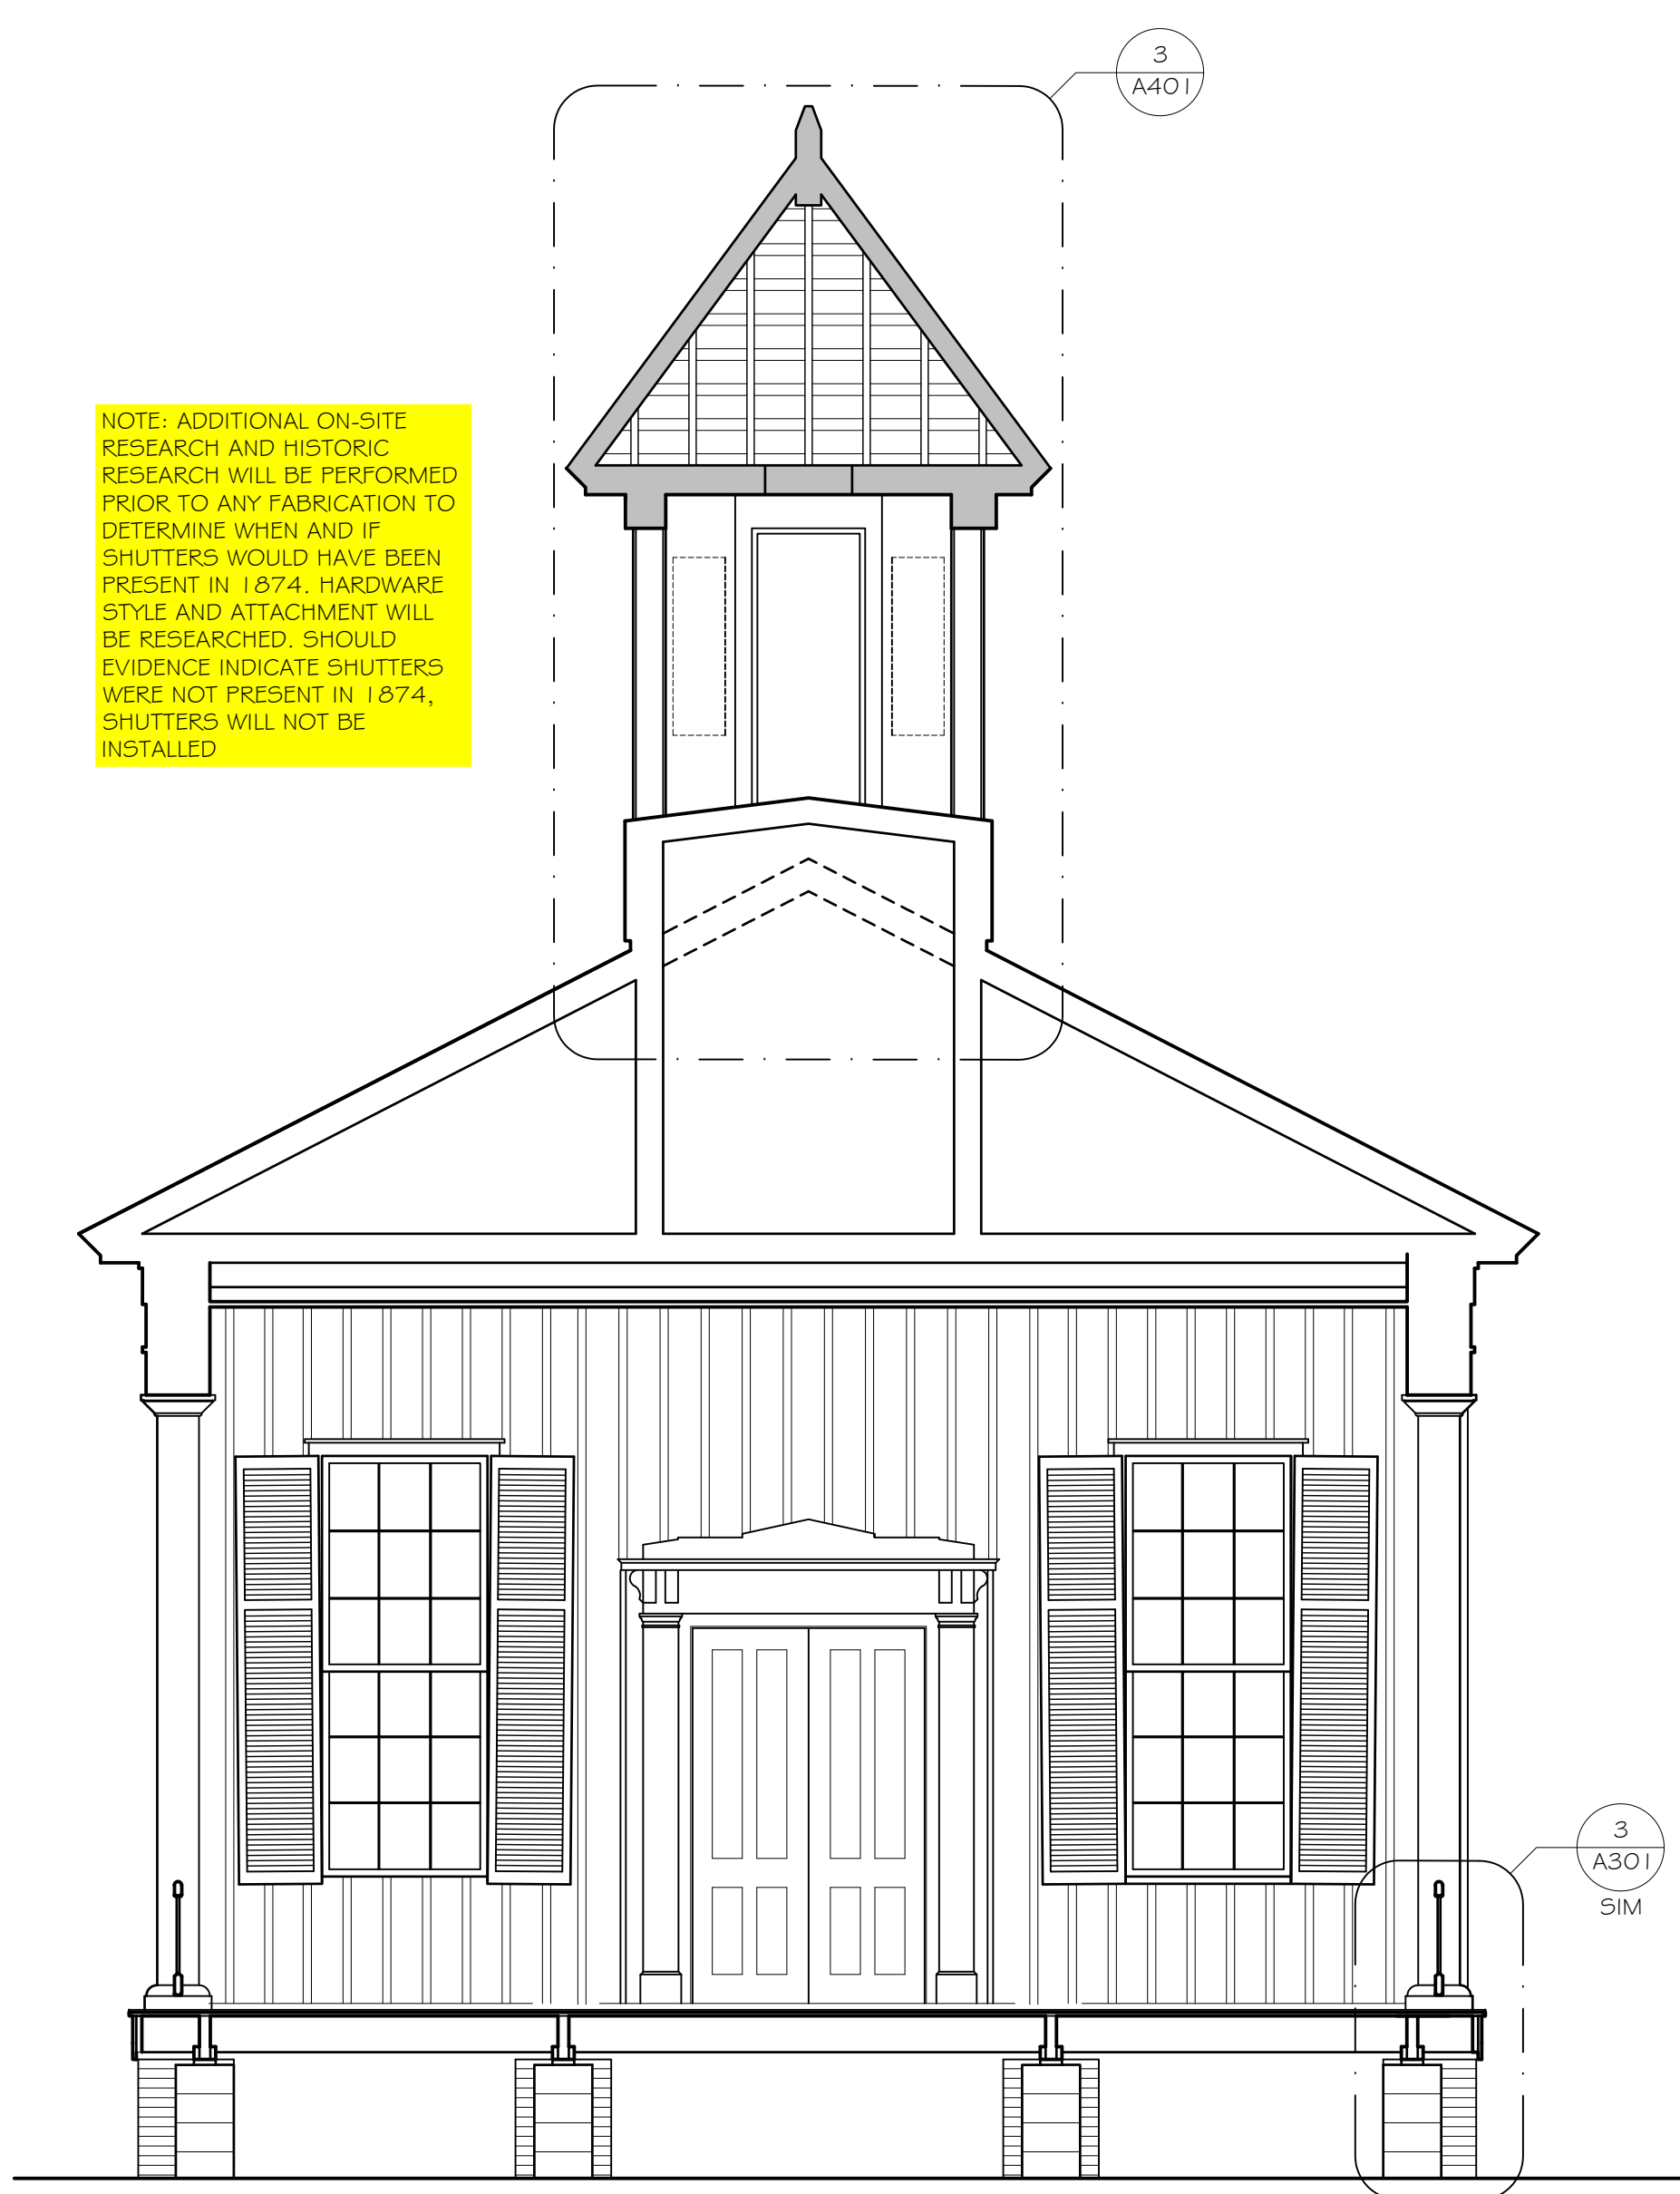 3
A401
NOTE: ADDITIONAL ON-SITE
RESEARCH AND HISTORIC
RESEARCH WILL BE PERFORMED
PRIOR TO ANY FABRICATION TO
DETERMINE WHEN AND IF
SHUTTERS WOULD HAVE BEEN
PRESENT IN 1874. HARDWARE
STYLE AND ATTACHMENT WILL
BE RESEARCHED. SHOULD
EVIDENCE INDICATE SHUTTERS
WERE NOT PRESENT IN 1874,
SHUTTERS WILL NOT BE
INSTALLED
3
A301
SIM